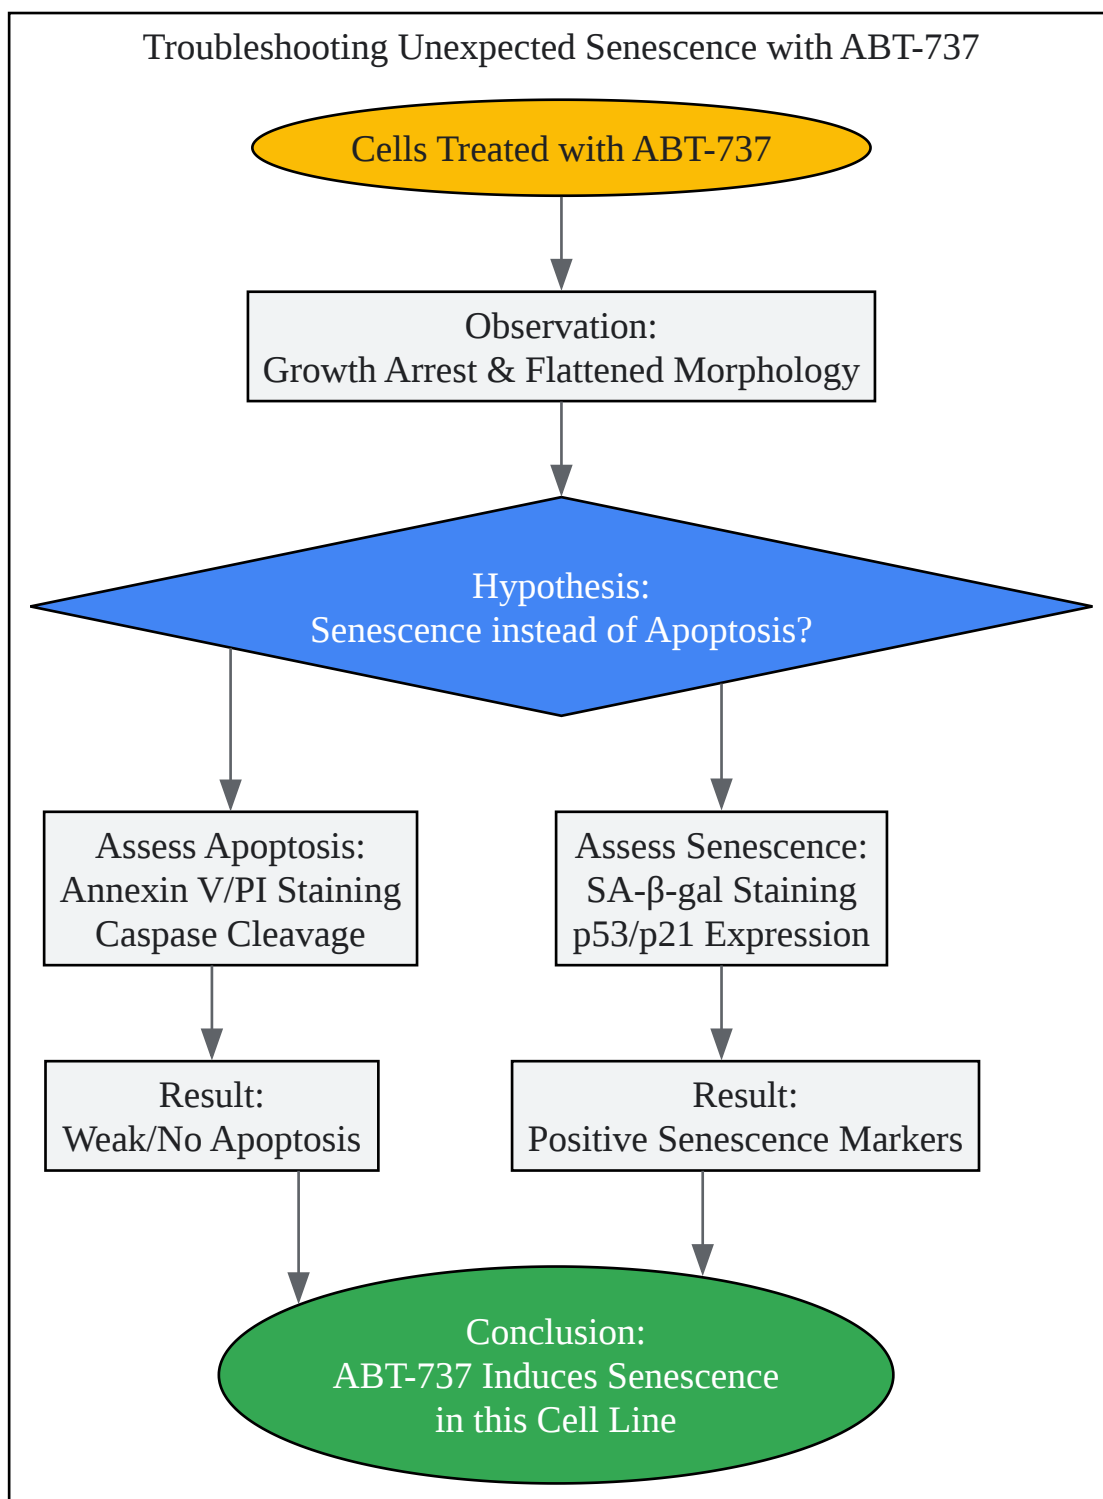 Troubleshooting Unexpected Senescence with ABT-737
Cells Treated with ABT-737
Observation:
Growth Arrest & Flattened Morphology
Hypothesis:
Senescence instead of Apoptosis?
Assess Apoptosis:
Annexin V/PI Staining
Caspase Cleavage
Assess Senescence:
SA-β-gal Staining
p53/p21 Expression
Result:
Weak/No Apoptosis
Result:
Positive Senescence Markers
Conclusion:
ABT-737 Induces Senescence
in this Cell Line